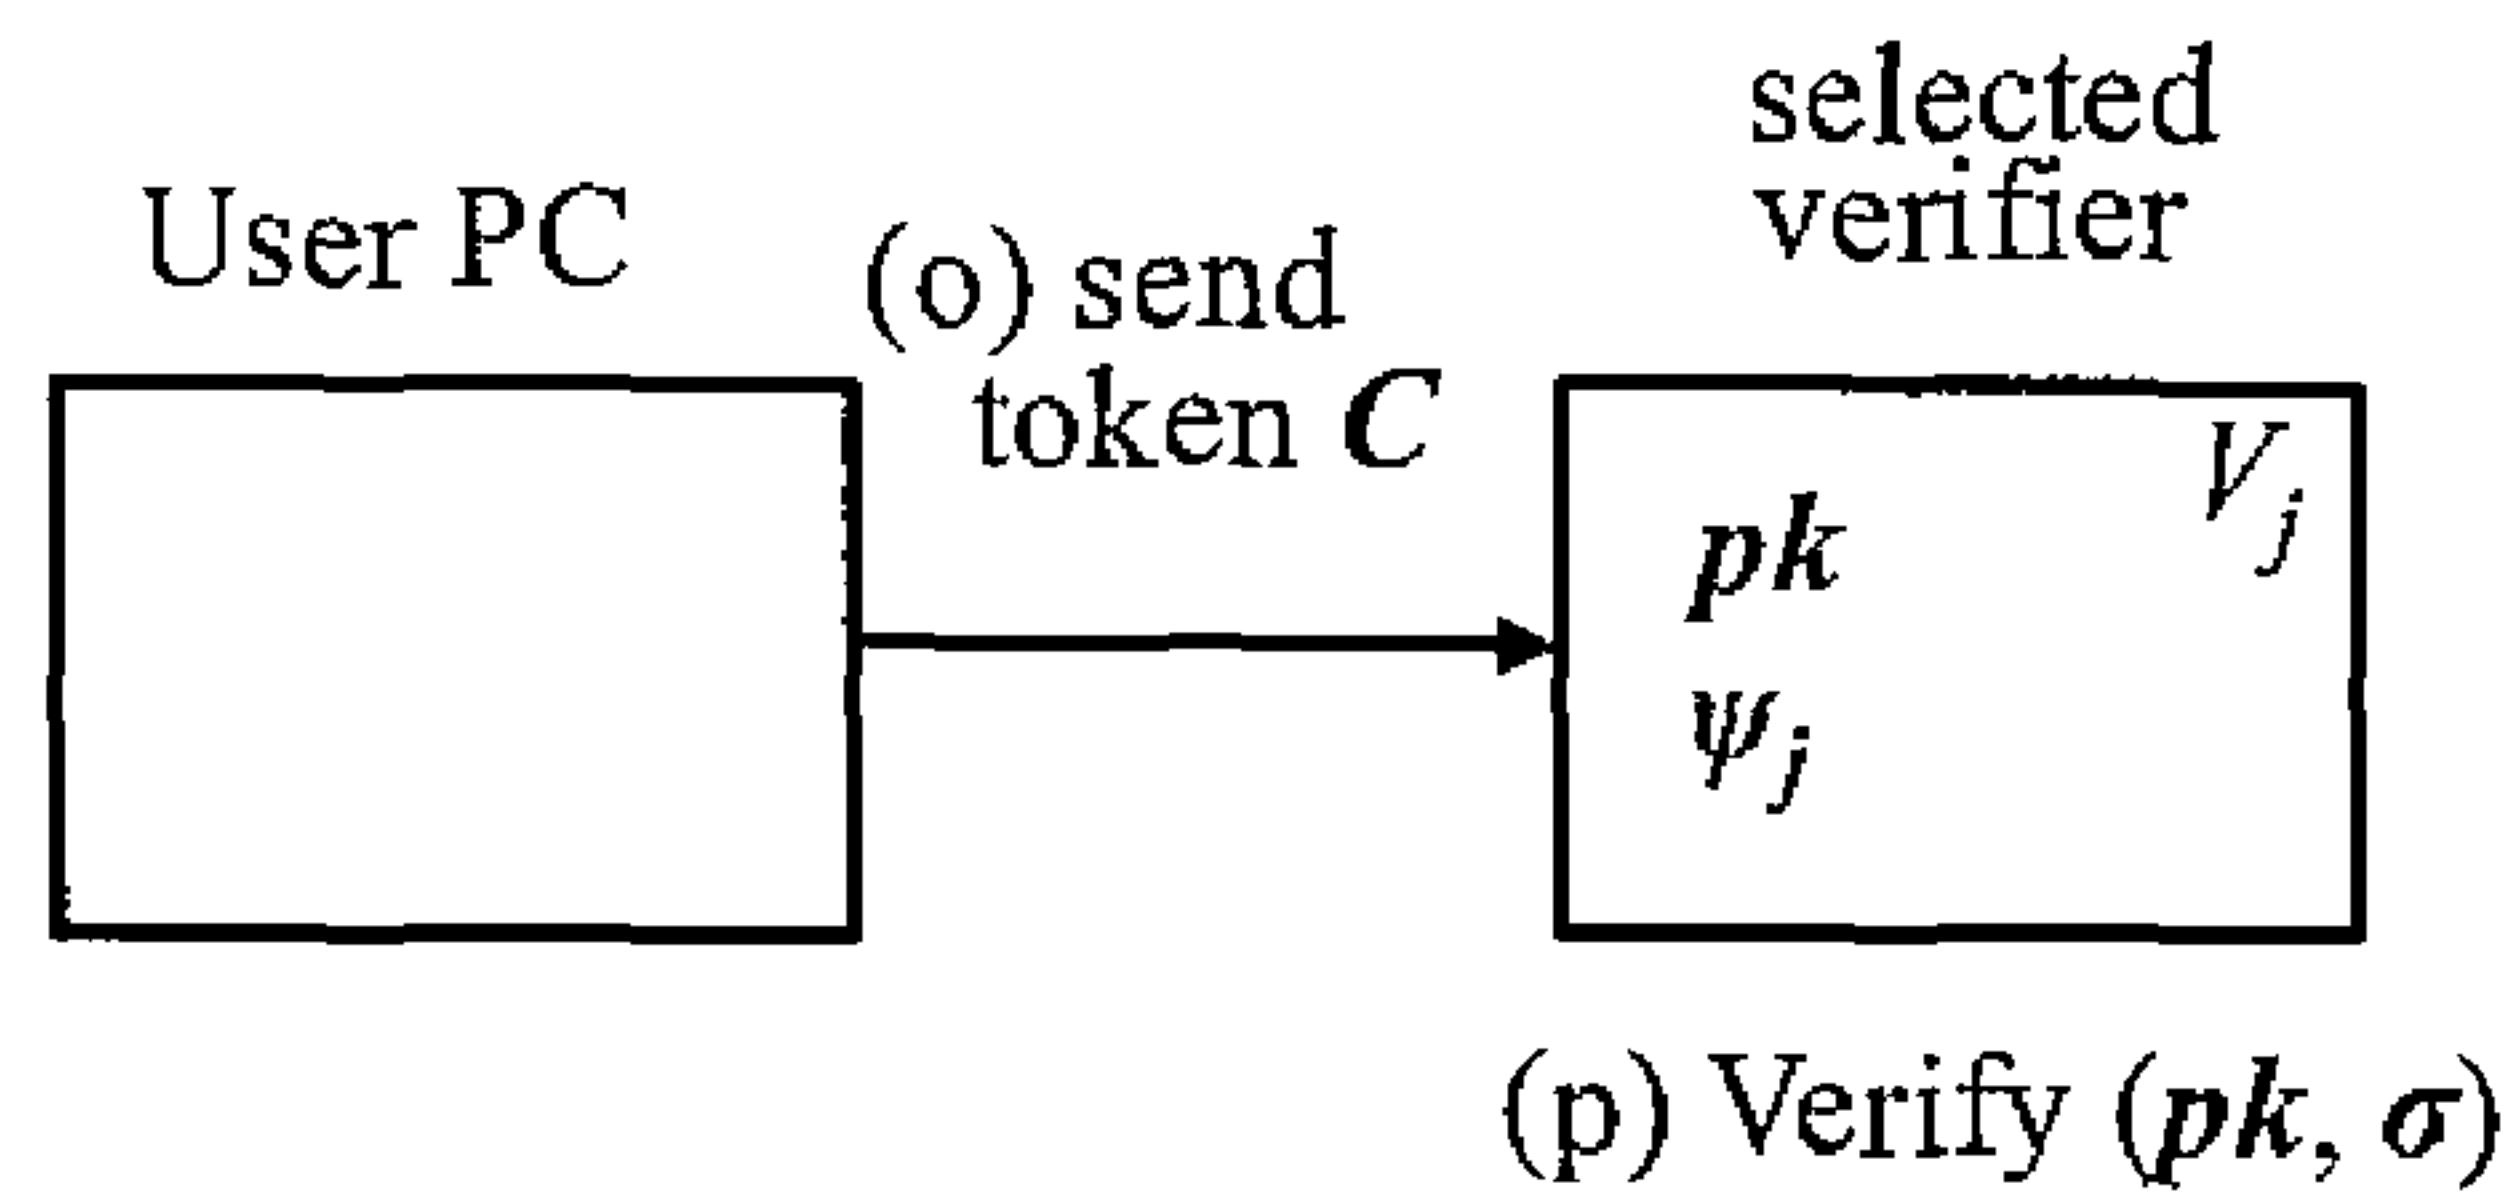 User PC
(o) send
token C
selected
verifier
V_j
pk
ψ_j
(p) Verify (pk, σ)